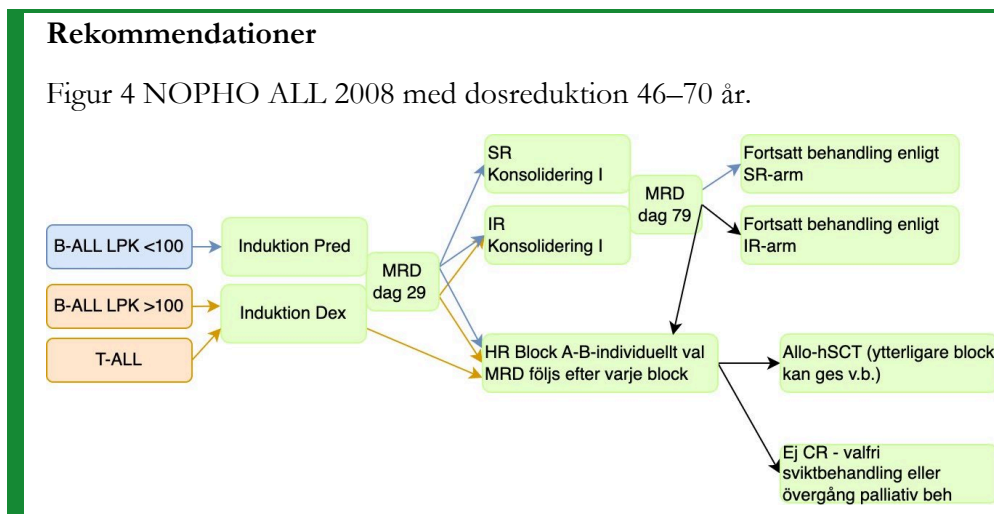 Rekommendationer
Figur 4 NOPHO ALL 2008 med dosreduktion 46–70 år.
B-ALL LPK <100
B-ALL LPK >100
T-ALL
Induktion Pred
Induktion Dex
MRD
dag 29
SR
Konsolidering I
IR
Konsolidering I
MRD
dag 79
HR Block A-B-individuellt val
MRD följs efter varje block
Fortsatt behandling enligt
SR-arm
Fortsatt behandling enligt
IR-arm
Allo-hSCT (ytterligare block
kan ges v.b.)
Ej CR - valfri
sviktbehandling eller
övergång palliativ beh